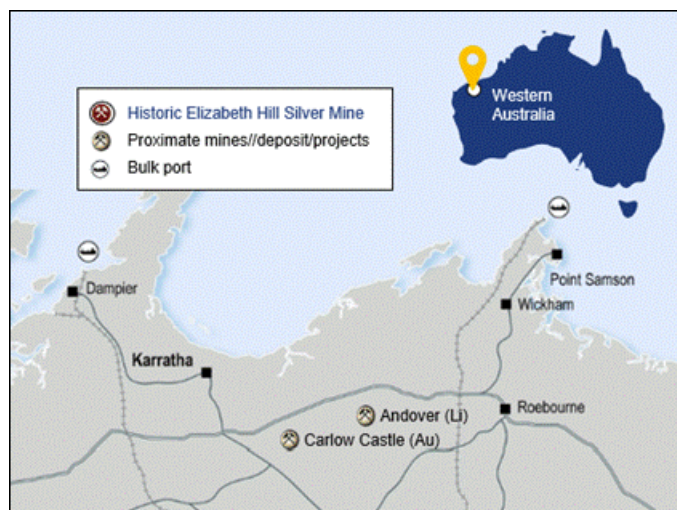 Western
Australia
Historic Elizabeth Hill Silver Mine
Proximate mines//deposit/projects
Bulk port
Point Samson
Dampier
Wickham
Karratha
Roebourne
Andover (Li)
Carlow Castle (Au)